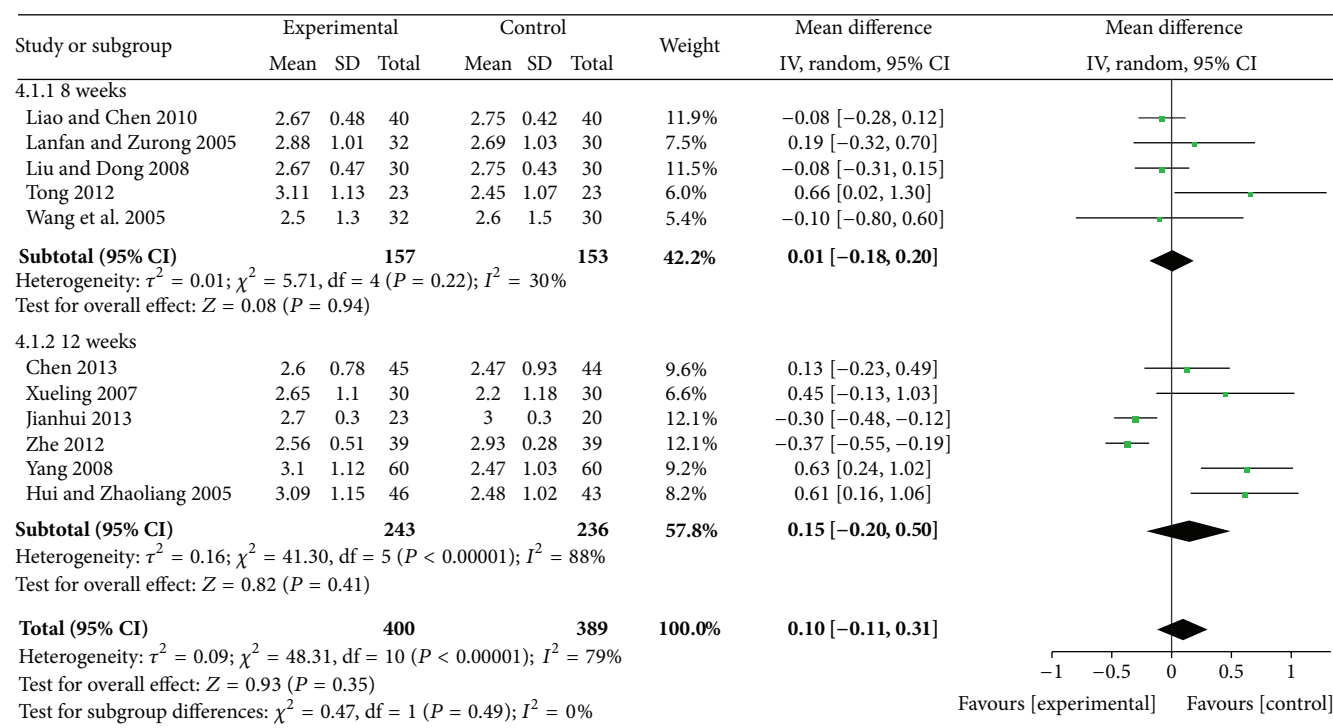 Study or subgroup Experimental Control Weight Mean difference Mean difference
Mean SD Total Mean SD Total IV, random, 95% CI IV, random, 95% CI
4.1.1 8 weeks
Liao and Chen 2010 2.67 0.48 40 2.75 0.42 40 11.9% −0.08 [−0.28, 0.12]
Lanfan and Zurong 2005 2.88 1.01 32 2.69 1.03 30 7.5% 0.19 [−0.32, 0.70]
Liu and Dong 2008 2.67 0.47 30 2.75 0.43 30 11.5% −0.08 [−0.31, 0.15]
Tong 2012 3.11 1.13 23 2.45 1.07 23 6.0% 0.66 [0.02, 1.30]
Wang et al. 2005 2.5 1.3 32 2.6 1.5 30 5.4% −0.10 [−0.80, 0.60]
Subtotal (95% CI) 157 153 42.2% 0.01 [−0.18, 0.20]
Heterogeneity: τ² = 0.01; χ² = 5.71, df = 4 (P = 0.22); I² = 30%
Test for overall effect: Z = 0.08 (P = 0.94)
4.1.2 12 weeks
Chen 2013 2.6 0.78 45 2.47 0.93 44 9.6% 0.13 [−0.23, 0.49]
Xueling 2007 2.65 1.1 30 2.2 1.18 30 6.6% 0.45 [−0.13, 1.03]
Jianhui 2013 2.7 0.3 23 3 0.3 20 12.1% −0.30 [−0.48, −0.12]
Zhe 2012 2.56 0.51 39 2.93 0.28 39 12.1% −0.37 [−0.55, −0.19]
Yang 2008 3.1 1.12 60 2.47 1.03 60 9.2% 0.63 [0.24, 1.02]
Hui and Zhaoliang 2005 3.09 1.15 46 2.48 1.02 43 8.2% 0.61 [0.16, 1.06]
Subtotal (95% CI) 243 236 57.8% 0.15 [−0.20, 0.50]
Heterogeneity: τ² = 0.16; χ² = 41.30, df = 5 (P < 0.00001); I² = 88%
Test for overall effect: Z = 0.82 (P = 0.41)
Total (95% CI) 400 389 100.0% 0.10 [−0.11, 0.31]
Heterogeneity: τ² = 0.09; χ² = 48.31, df = 10 (P < 0.00001); I² = 79%
Test for overall effect: Z = 0.93 (P = 0.35)
Test for subgroup differences: χ² = 0.47, df = 1 (P = 0.49); I² = 0%
−1 −0.5 0 0.5 1
Favours [experimental] Favours [control]